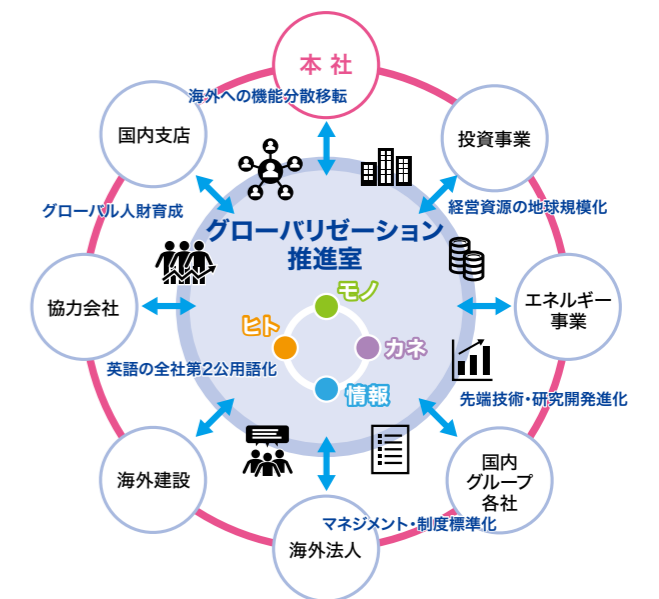 本 社
海外への機能分散移転
国内支店
投資事業
グローバル人財育成
経営資源の地球規模化
グローバリゼーション
推進室
協力会社
エネルギー
事業
モノ
ヒト
カネ
情報
英語の全社第2公用語化
先端技術・研究開発進化
海外建設
国内
グループ
各社
マネジメント・制度標準化
海外法人